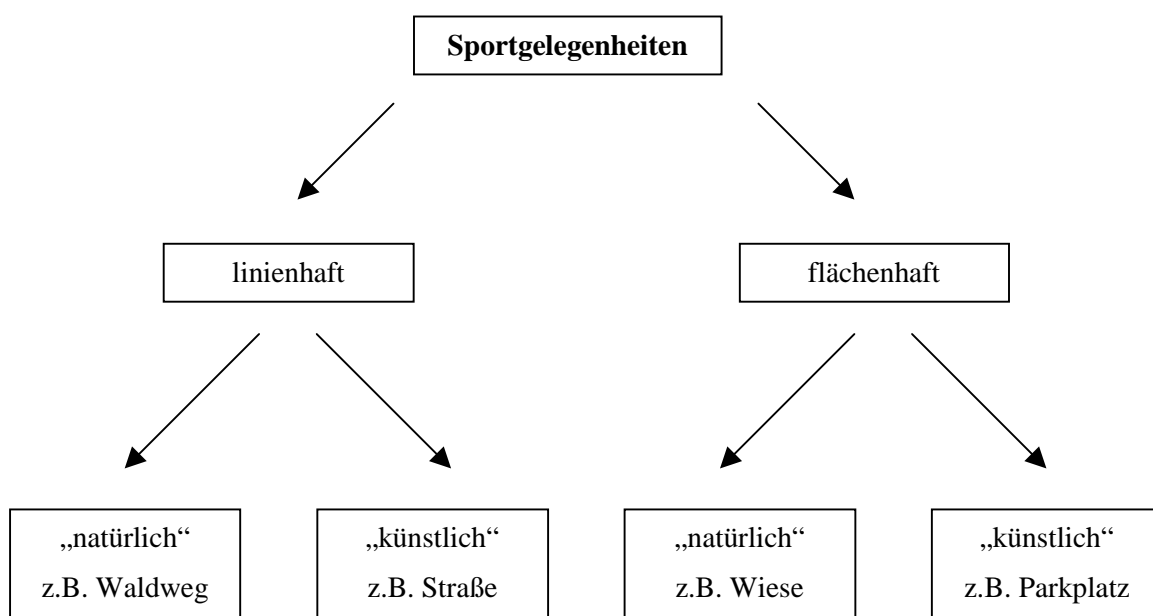 Sportgelegenheiten
linienhaft
flächenhaft
„natürlich“
z.B. Waldweg
„künstlich“
z.B. Straße
„natürlich“
z.B. Wiese
„künstlich“
z.B. Parkplatz